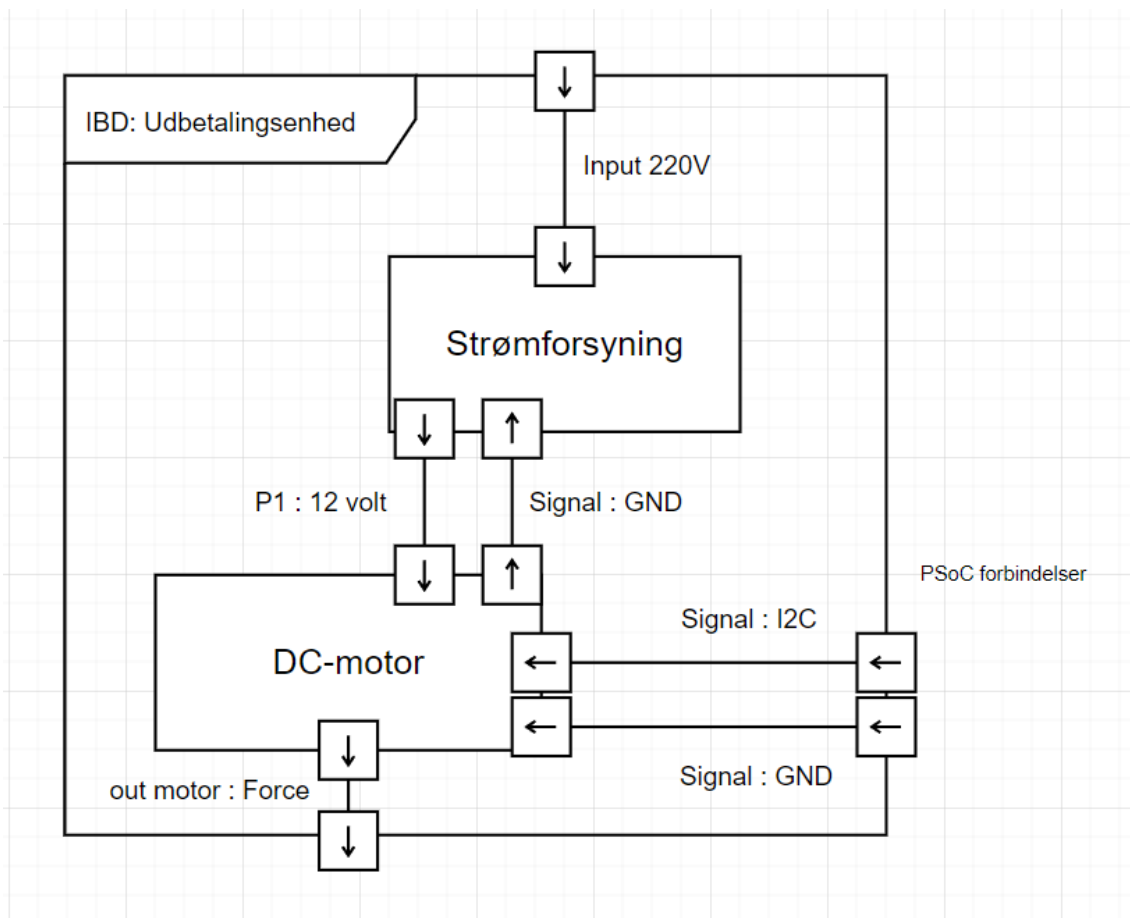 IBD: Udbetalingsenhed
Input 220V
Strømforsyning
P1 : 12 volt
Signal : GND
PSoC forbindelser
Signal : I2C
DC-motor
Signal : GND
out motor : Force